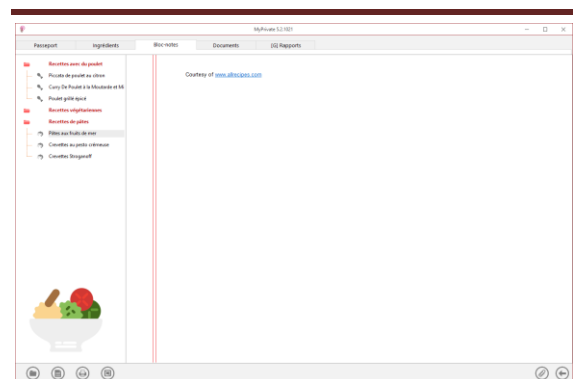 MyPrivate 5.2.1021
Passeport Ingrédients Bloc-notes Documents [G] Rapports
Recettes avec du poulet
Piccata de poulet au citron
Curry De Poulet à la Moutarde et Mi
Poulet grillé épicé
Recettes végétariennes
Recettes de pâtes
Pâtes aux fruits de mer
Crevettes au pesto crémeuse
Crevettes Stroganoff
Courtesy of www.allrecipes.com